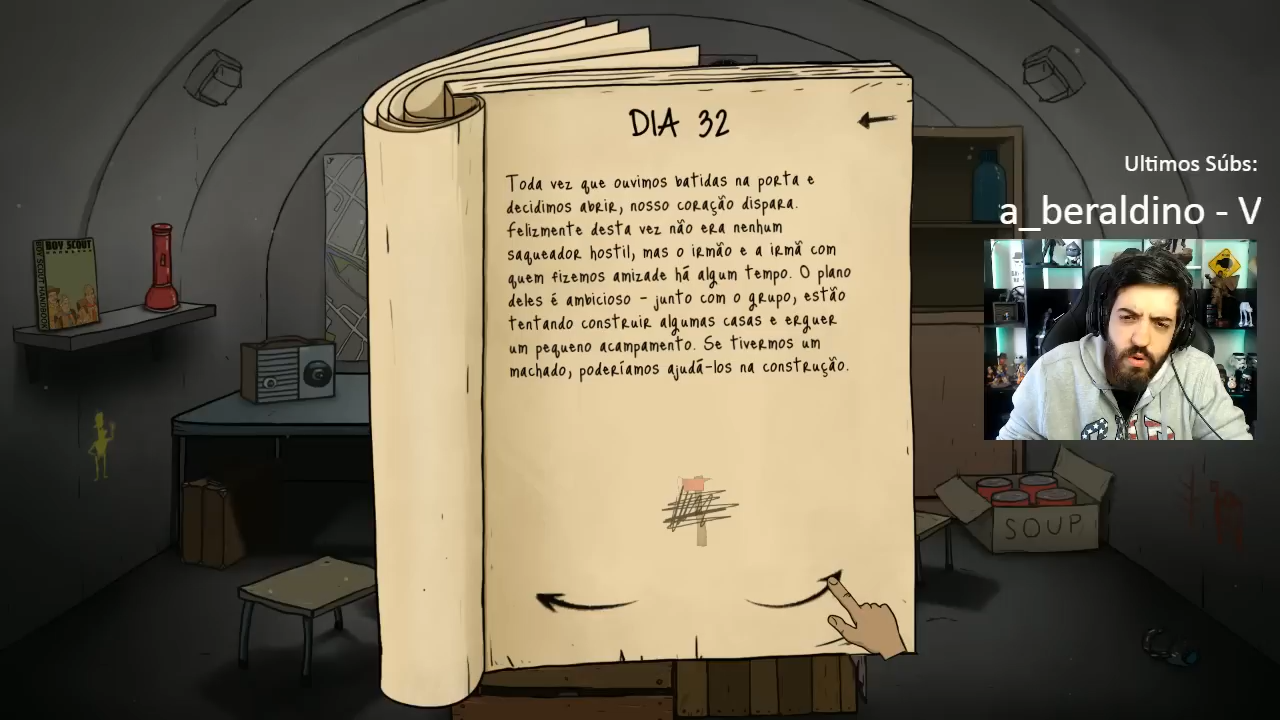 DIA 32
Toda vez que ouvimos batidas na porta e
decidimos abrir, nosso coração dispara.
felizmente desta vez não era nenhum
saqueador hostil, mas o irmão e a irmã com
quem fizemos amizade há algum tempo. O plano
deles é ambicioso - junto com o grupo, estão
tentando construir algumas casas e erguer
um pequeno acampamento. Se tivermos um
machado, poderíamos ajudá-los na construção.
Ultimos Súbs:
a_beraldino - V
BOY SCOUT
BOY SCOUT HANDBOOK
SOUP